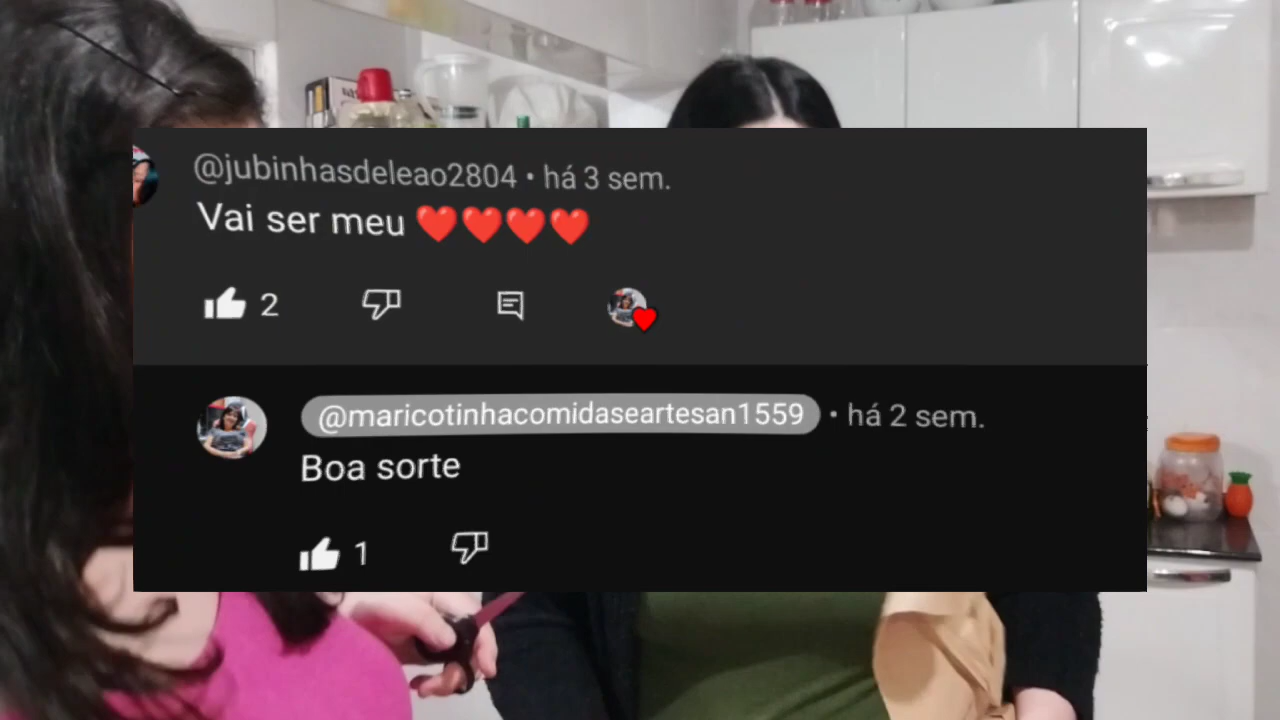 @jubinhasdeleao2804 • há 3 sem.
Vai ser meu ❤️❤️❤️❤️
2
@maricotinhacomidaseartesan1559 • há 2 sem.
Boa sorte
1